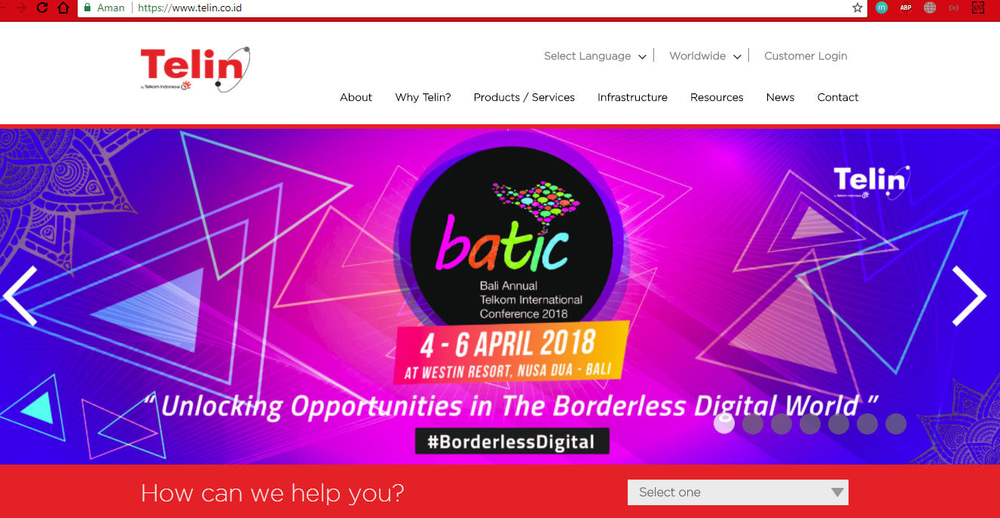 Aman https://www.telin.co.id
m
ABP
Telin
by Telkom Indonesia
Select Language
Worldwide
Customer Login
About
Why Telin?
Products / Services
Infrastructure
Resources
News
Contact
Telin
by Telkom Indonesia
batic
Bali Annual
Telkom International
Conference 2018
4 - 6 APRIL 2018
AT WESTIN RESORT, NUSA DUA - BALI
“ Unlocking Opportunities in The Borderless Digital World ”
#BorderlessDigital
How can we help you?
Select one